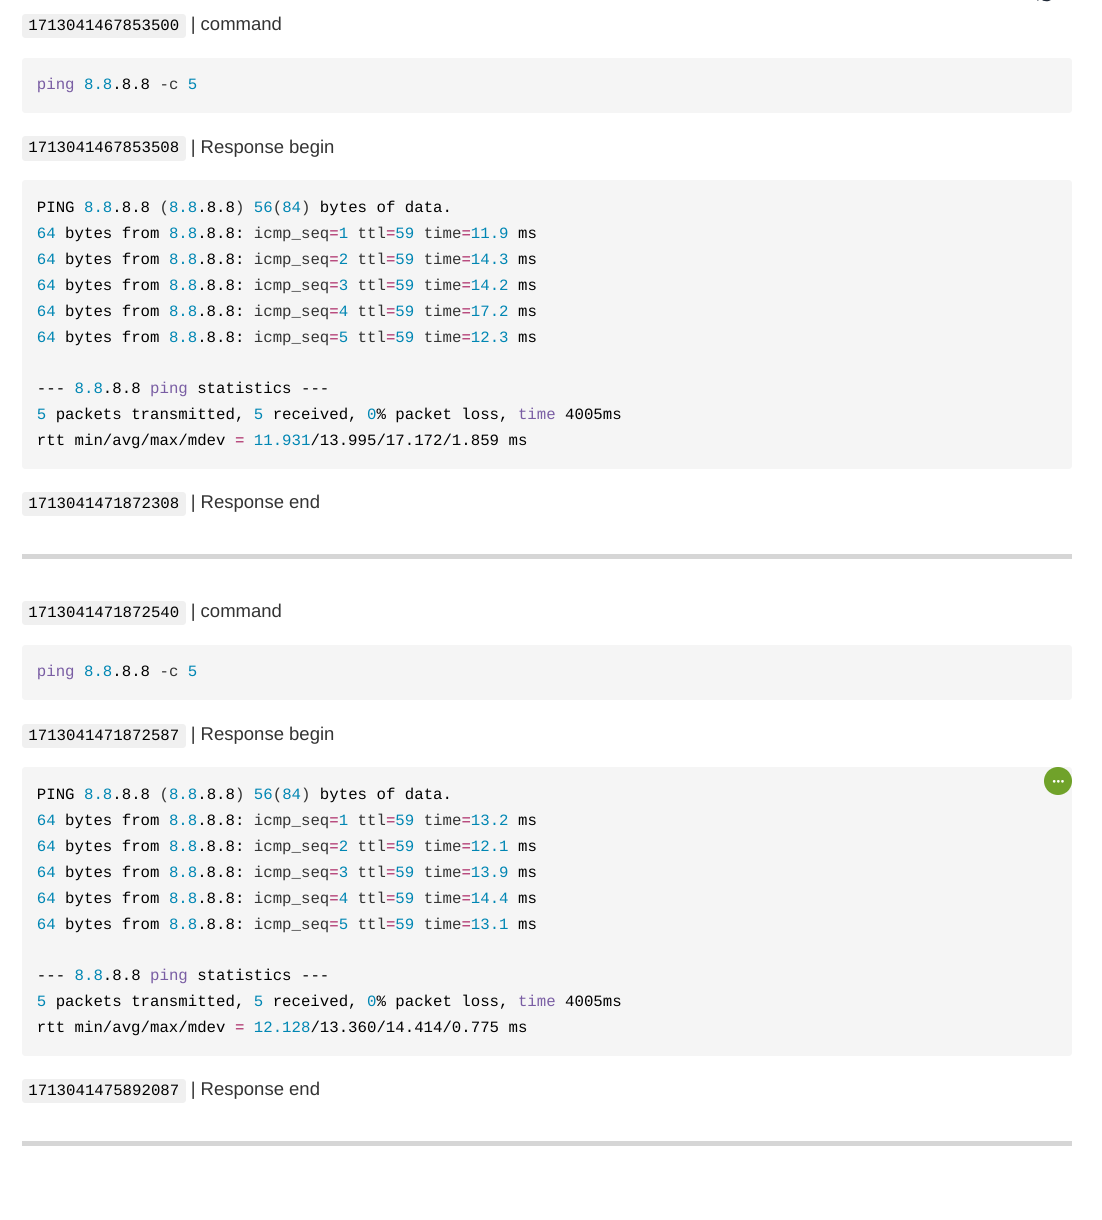 1713041467853500 | command
ping 8.8.8.8 -c 5
1713041467853508 | Response begin
PING 8.8.8.8 (8.8.8.8) 56(84) bytes of data.
64 bytes from 8.8.8.8: icmp_seq=1 ttl=59 time=11.9 ms
64 bytes from 8.8.8.8: icmp_seq=2 ttl=59 time=14.3 ms
64 bytes from 8.8.8.8: icmp_seq=3 ttl=59 time=14.2 ms
64 bytes from 8.8.8.8: icmp_seq=4 ttl=59 time=17.2 ms
64 bytes from 8.8.8.8: icmp_seq=5 ttl=59 time=12.3 ms
--- 8.8.8.8 ping statistics ---
5 packets transmitted, 5 received, 0% packet loss, time 4005ms
rtt min/avg/max/mdev = 11.931/13.995/17.172/1.859 ms
1713041471872308 | Response end
1713041471872540 | command
ping 8.8.8.8 -c 5
1713041471872587 | Response begin
PING 8.8.8.8 (8.8.8.8) 56(84) bytes of data.
64 bytes from 8.8.8.8: icmp_seq=1 ttl=59 time=13.2 ms
64 bytes from 8.8.8.8: icmp_seq=2 ttl=59 time=12.1 ms
64 bytes from 8.8.8.8: icmp_seq=3 ttl=59 time=13.9 ms
64 bytes from 8.8.8.8: icmp_seq=4 ttl=59 time=14.4 ms
64 bytes from 8.8.8.8: icmp_seq=5 ttl=59 time=13.1 ms
--- 8.8.8.8 ping statistics ---
5 packets transmitted, 5 received, 0% packet loss, time 4005ms
rtt min/avg/max/mdev = 12.128/13.360/14.414/0.775 ms
1713041475892087 | Response end